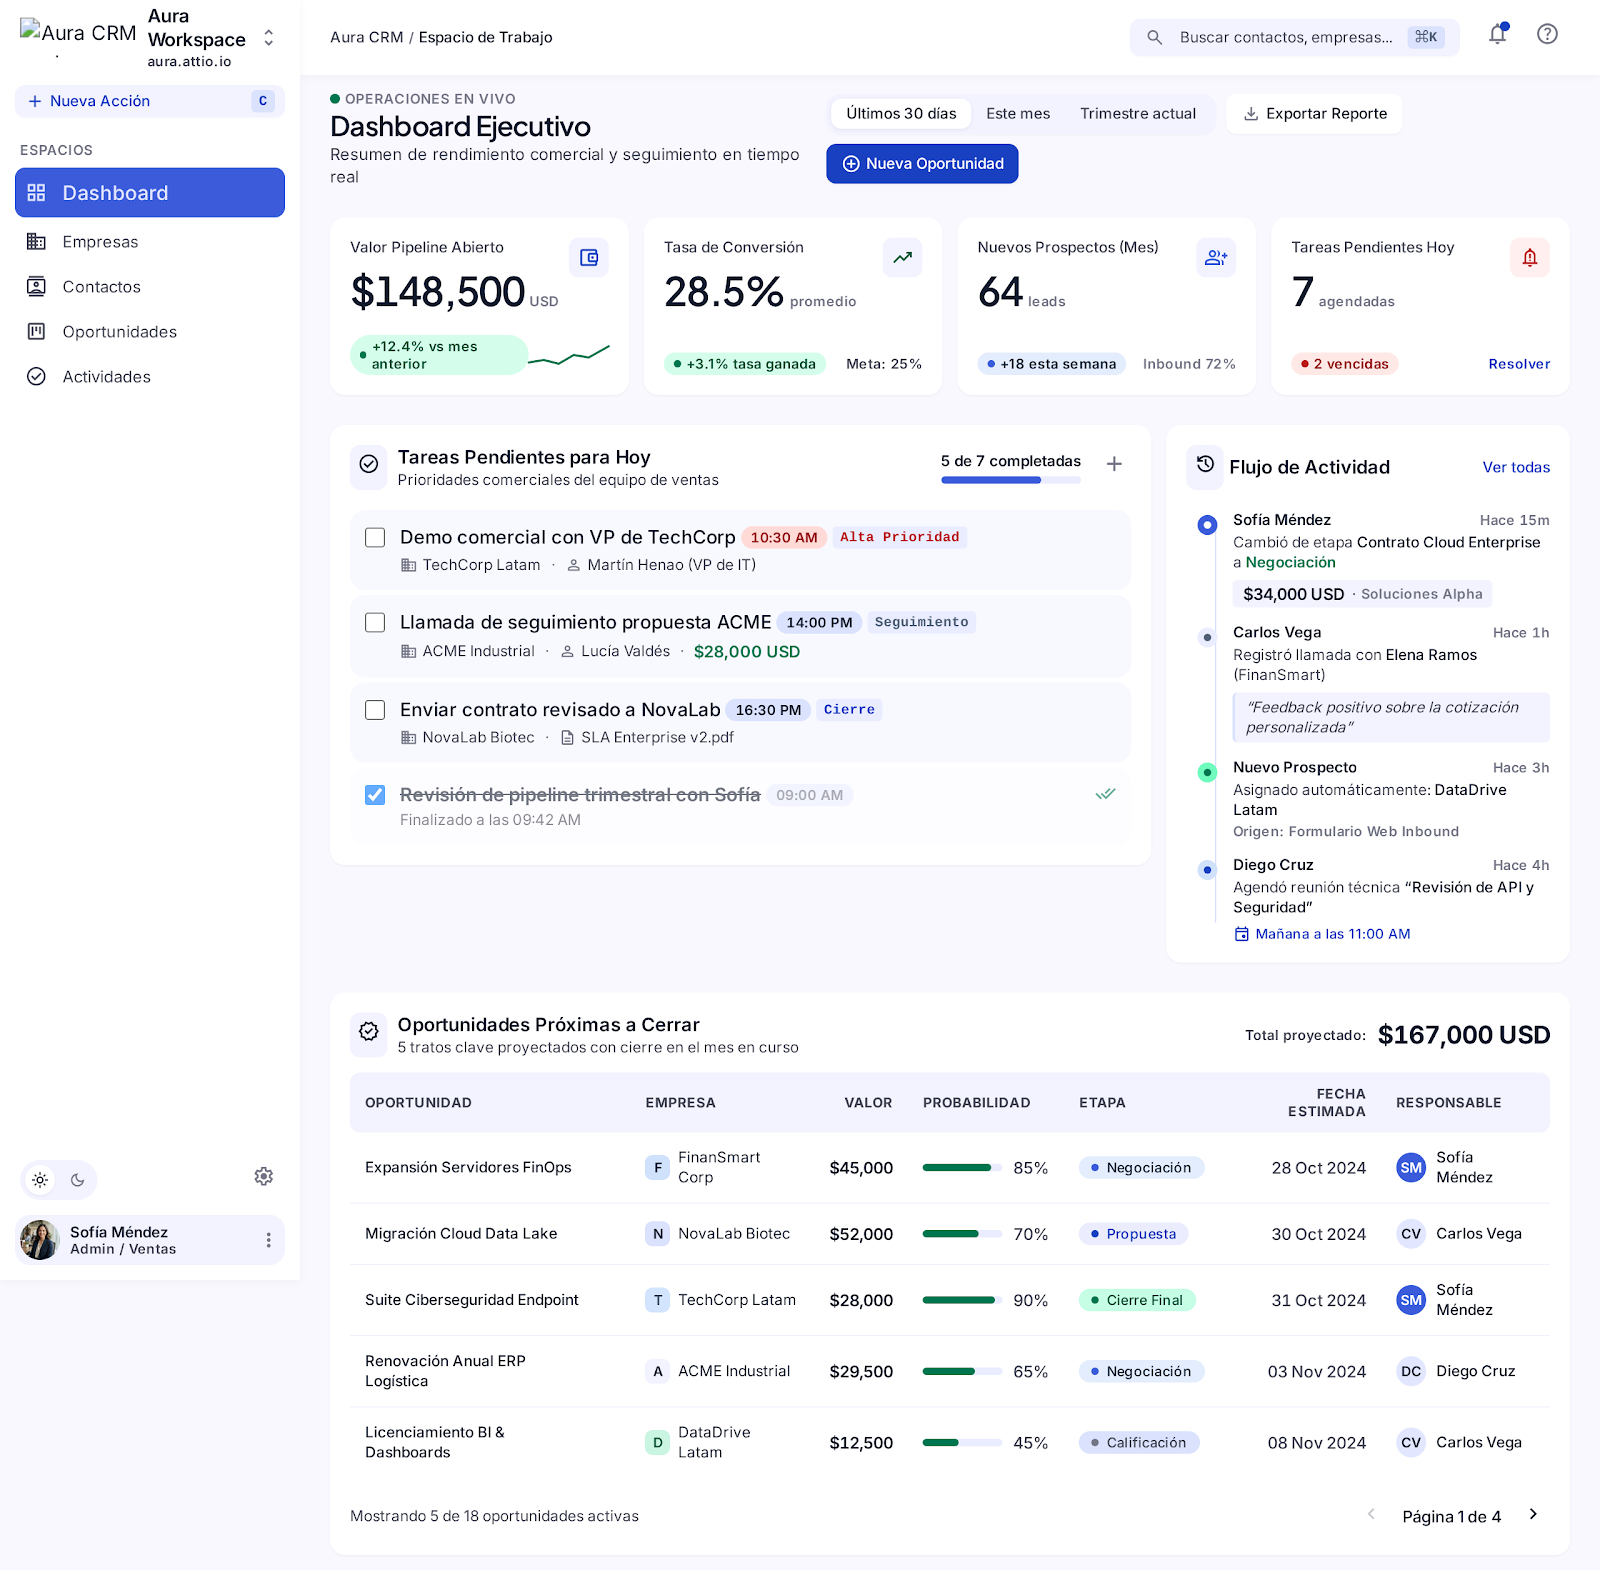 Aura CRM
Aura
Workspace
aura.attio.io
Nueva Acción
C
ESPACIOS
Dashboard
Empresas
Contactos
Oportunidades
Actividades
Sofía Méndez
Admin / Ventas
Aura CRM / Espacio de Trabajo
Buscar contactos, empresas...
⌘K
OPERACIONES EN VIVO
Dashboard Ejecutivo
Resumen de rendimiento comercial y seguimiento en tiempo
real
Últimos 30 días
Este mes
Trimestre actual
Exportar Reporte
Nueva Oportunidad
Valor Pipeline Abierto
$148,500 USD
+12.4% vs mes
anterior
Tasa de Conversión
28.5% promedio
+3.1% tasa ganada
Meta: 25%
Nuevos Prospectos (Mes)
64 leads
+18 esta semana
Inbound 72%
Tareas Pendientes Hoy
7 agendadas
2 vencidas
Resolver
Tareas Pendientes para Hoy
Prioridades comerciales del equipo de ventas
5 de 7 completadas
Demo comercial con VP de TechCorp 10:30 AM Alta Prioridad
TechCorp Latam · Martín Henao (VP de IT)
Llamada de seguimiento propuesta ACME 14:00 PM Seguimiento
ACME Industrial · Lucía Valdés · $28,000 USD
Enviar contrato revisado a NovaLab 16:30 PM Cierre
NovaLab Biotec · SLA Enterprise v2.pdf
Revisión de pipeline trimestral con Sofía 09:00 AM
Finalizado a las 09:42 AM
Flujo de Actividad
Ver todas
Sofía Méndez Hace 15m
Cambió de etapa Contrato Cloud Enterprise
a Negociación
$34,000 USD · Soluciones Alpha
Carlos Vega Hace 1h
Registró llamada con Elena Ramos
(FinanSmart)
“Feedback positivo sobre la cotización
personalizada”
Nuevo Prospecto Hace 3h
Asignado automáticamente: DataDrive
Latam
Origen: Formulario Web Inbound
Diego Cruz Hace 4h
Agendó reunión técnica “Revisión de API y
Seguridad”
Mañana a las 11:00 AM
Oportunidades Próximas a Cerrar
5 tratos clave proyectados con cierre en el mes en curso
Total proyectado: $167,000 USD
OPORTUNIDAD EMPRESA VALOR PROBABILIDAD ETAPA FECHA
ESTIMADA RESPONSABLE
Expansión Servidores FinOps F FinanSmart
Corp $45,000 85% Negociación 28 Oct 2024 SM Sofía
Méndez
Migración Cloud Data Lake N NovaLab Biotec $52,000 70% Propuesta 30 Oct 2024 CV Carlos Vega
Suite Ciberseguridad Endpoint T TechCorp Latam $28,000 90% Cierre Final 31 Oct 2024 SM Sofía
Méndez
Renovación Anual ERP
Logística A ACME Industrial $29,500 65% Negociación 03 Nov 2024 DC Diego Cruz
Licenciamiento BI &
Dashboards D DataDrive
Latam $12,500 45% Calificación 08 Nov 2024 CV Carlos Vega
Mostrando 5 de 18 oportunidades activas
Página 1 de 4